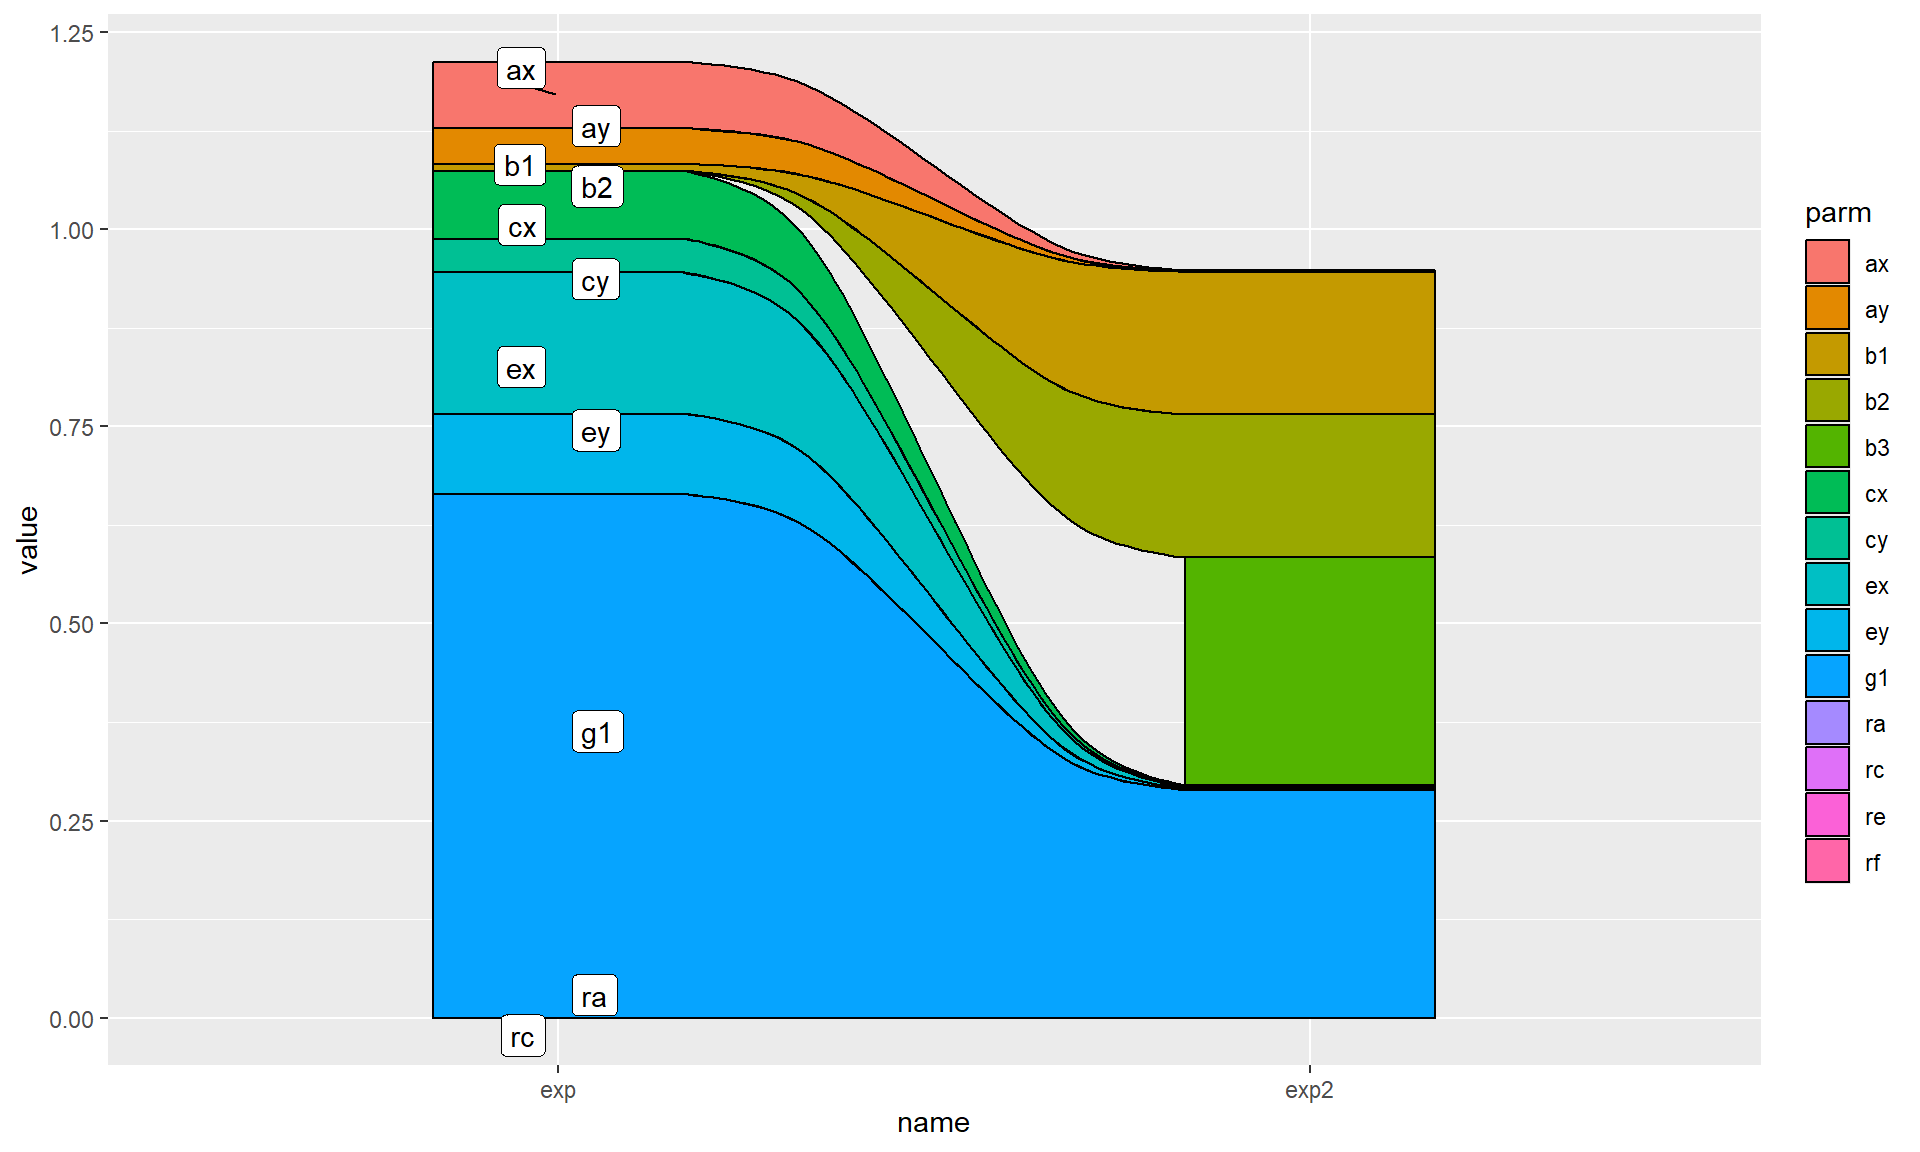 1.25
1.00
0.75
0.50
0.25
0.00
value
ax
ay
b1
b2
cx
cy
ex
ey
g1
ra
rc
exp
exp2
name
parm
ax
ay
b1
b2
b3
cx
cy
ex
ey
g1
ra
rc
re
rf